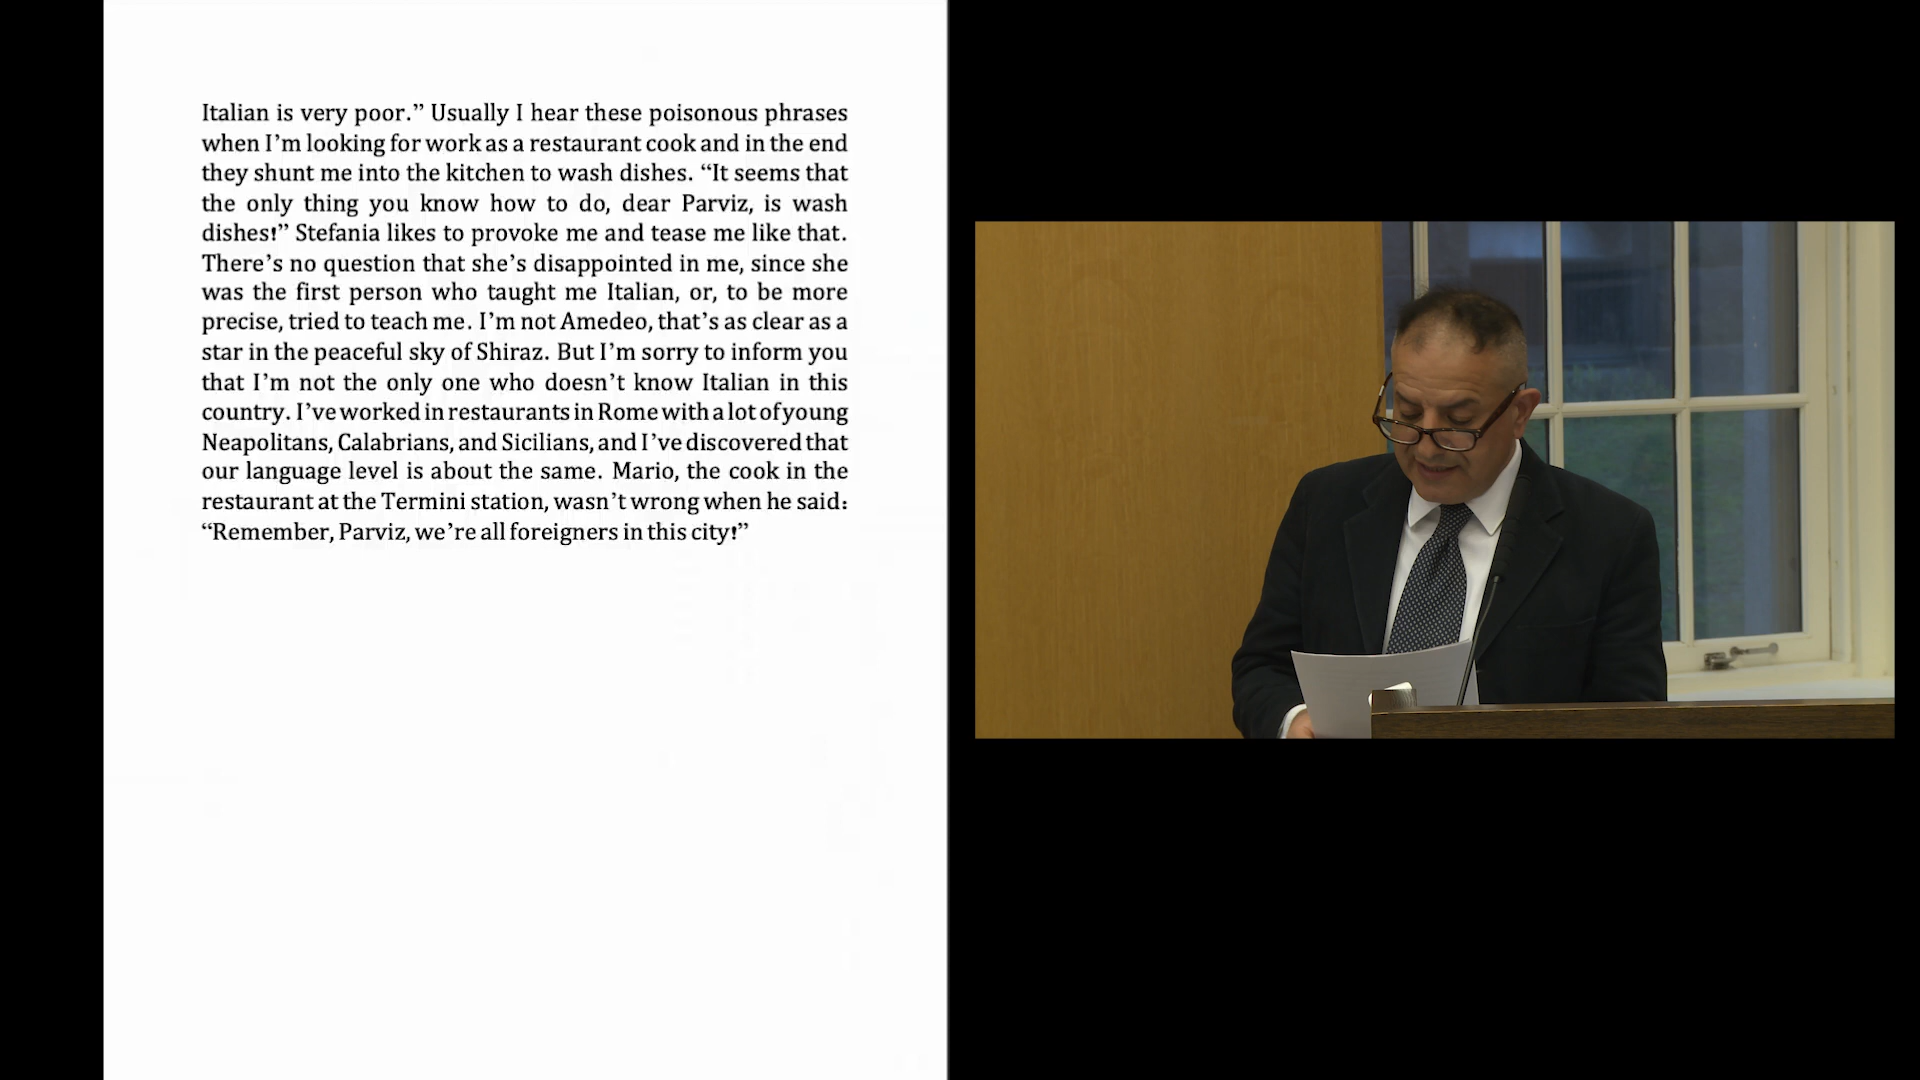 Italian is very poor.” Usually I hear these poisonous phrases
when I’m looking for work as a restaurant cook and in the end
they shunt me into the kitchen to wash dishes. “It seems that
the only thing you know how to do, dear Parviz, is wash
dishes!” Stefania likes to provoke me and tease me like that.
There’s no question that she’s disappointed in me, since she
was the first person who taught me Italian, or, to be more
precise, tried to teach me. I’m not Amedeo, that’s as clear as a
star in the peaceful sky of Shiraz. But I’m sorry to inform you
that I’m not the only one who doesn’t know Italian in this
country. I’ve worked in restaurants in Rome with a lot of young
Neapolitans, Calabrians, and Sicilians, and I’ve discovered that
our language level is about the same. Mario, the cook in the
restaurant at the Termini station, wasn’t wrong when he said:
“Remember, Parviz, we’re all foreigners in this city!”